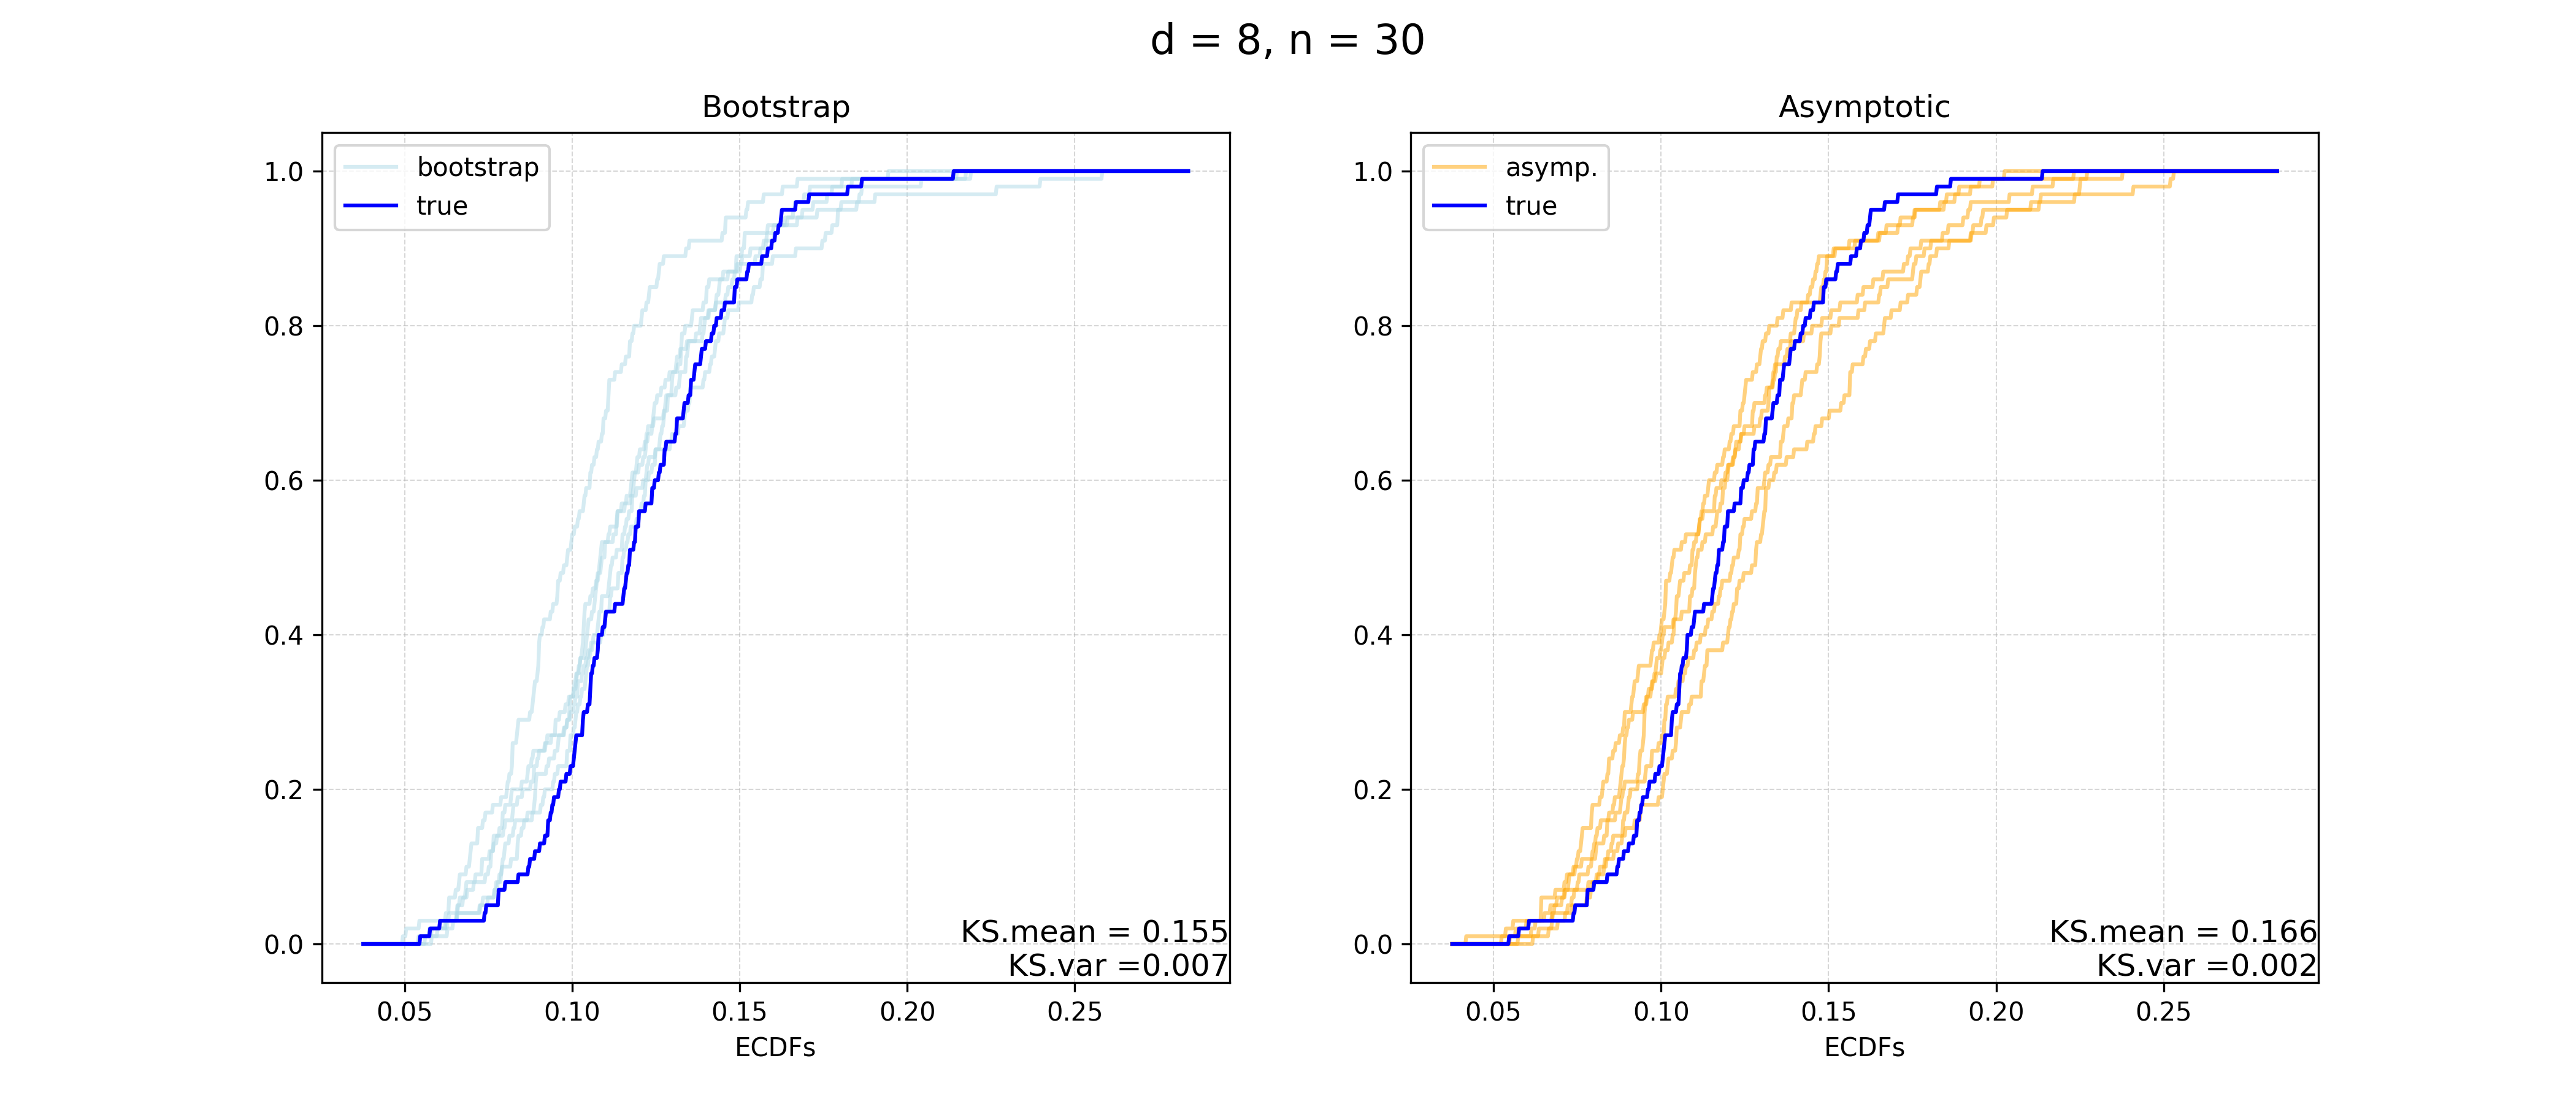 d = 8, n = 30
Bootstrap
bootstrap
true
1.0
0.8
0.6
0.4
0.2
0.0
KS.mean = 0.155
KS.var =0.007
0.05 0.10 0.15 0.20 0.25
ECDFs
Asymptotic
asymp.
true
1.0
0.8
0.6
0.4
0.2
0.0
KS.mean = 0.166
KS.var =0.002
0.05 0.10 0.15 0.20 0.25
ECDFs